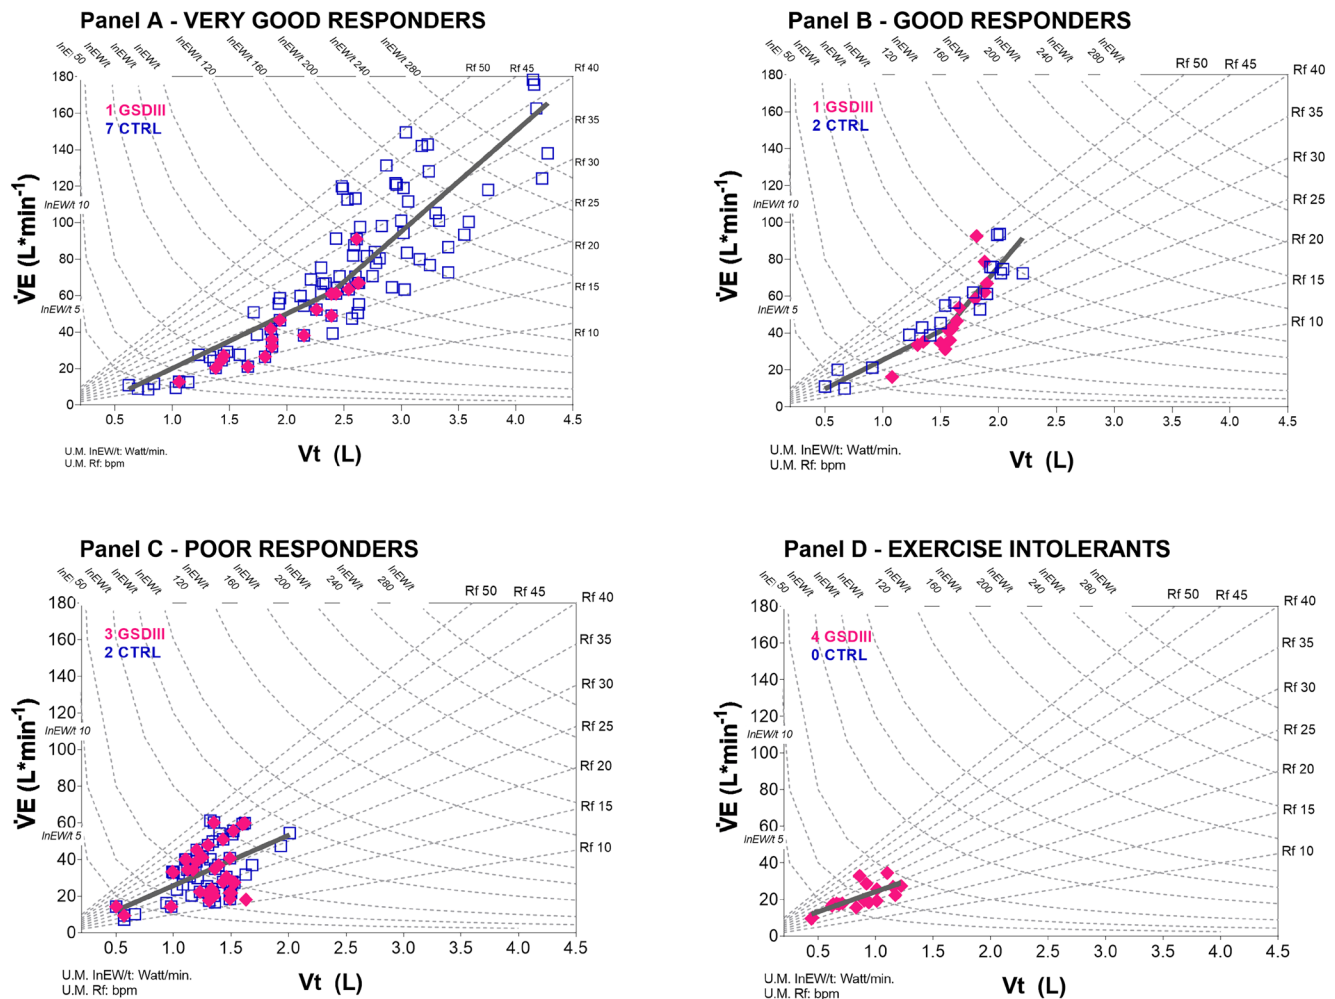 Panel A - VERY GOOD RESPONDERS
InE 50 InEW/t InEW/t InEW/t InEW/t 120 InEW/t 160 InEW/t 200 InEW/t 240 InEW/t 280
Rf 50 Rf 45 Rf 40
180
160
140
120
100
80
60
40
20
0
1 GSDIII
7 CTRL
InEW/t 10
InEW/t 5
Rf 35
Rf 30
Rf 25
Rf 20
Rf 15
Rf 10
V̇E (L*min⁻¹)
0.5 1.0 1.5 2.0 2.5 3.0 3.5 4.0 4.5
Vt (L)
U.M. InEW/t: Watt/min.
U.M. Rf: bpm
Panel B - GOOD RESPONDERS
InE 50 InEW/t InEW/t InEW/t 120 InEW/t 160 InEW/t 200 InEW/t 240 InEW/t 280 InEW/t
Rf 50 Rf 45 Rf 40
180
160
140
120
100
80
60
40
20
0
1 GSDIII
2 CTRL
InEW/t 10
InEW/t 5
Rf 35
Rf 30
Rf 25
Rf 20
Rf 15
Rf 10
V̇E (L*min⁻¹)
0.5 1.0 1.5 2.0 2.5 3.0 3.5 4.0 4.5
Vt (L)
U.M. InEW/t: Watt/min.
U.M. Rf: bpm
Panel C - POOR RESPONDERS
InE 50 InEW/t InEW/t InEW/t 120 InEW/t 160 InEW/t 200 InEW/t 240 InEW/t 280 InEW/t
Rf 50 Rf 45 Rf 40
180
160
140
120
100
80
60
40
20
0
3 GSDIII
2 CTRL
InEW/t 10
InEW/t 5
Rf 35
Rf 30
Rf 25
Rf 20
Rf 15
Rf 10
V̇E (L*min⁻¹)
0.5 1.0 1.5 2.0 2.5 3.0 3.5 4.0 4.5
Vt (L)
U.M. InEW/t: Watt/min.
U.M. Rf: bpm
Panel D - EXERCISE INTOLERANTS
InE 50 InEW/t InEW/t InEW/t 120 InEW/t 160 InEW/t 200 InEW/t 240 InEW/t 280 InEW/t
Rf 50 Rf 45 Rf 40
180
160
140
120
100
80
60
40
20
0
4 GSDIII
0 CTRL
InEW/t 10
InEW/t 5
Rf 35
Rf 30
Rf 25
Rf 20
Rf 15
Rf 10
V̇E (L*min⁻¹)
0.5 1.0 1.5 2.0 2.5 3.0 3.5 4.0 4.5
Vt (L)
U.M. InEW/t: Watt/min.
U.M. Rf: bpm